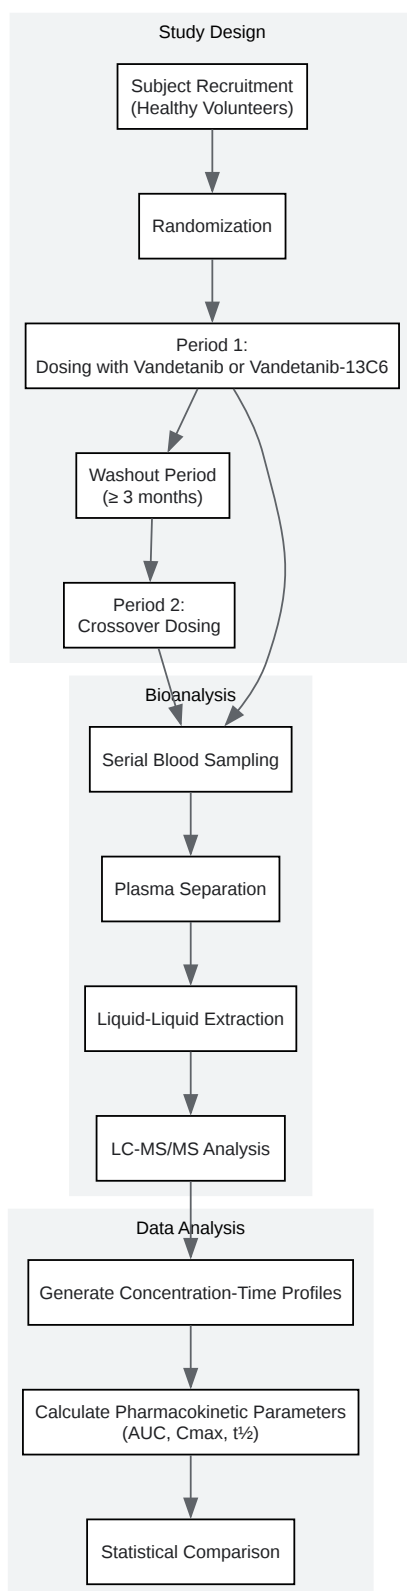 Study Design
Subject Recruitment
(Healthy Volunteers)
Randomization
Period 1:
Dosing with Vandetanib or Vandetanib-13C6
Washout Period
(≥ 3 months)
Period 2:
Crossover Dosing
Bioanalysis
Serial Blood Sampling
Plasma Separation
Liquid-Liquid Extraction
LC-MS/MS Analysis
Data Analysis
Generate Concentration-Time Profiles
Calculate Pharmacokinetic Parameters
(AUC, Cmax, t½)
Statistical Comparison